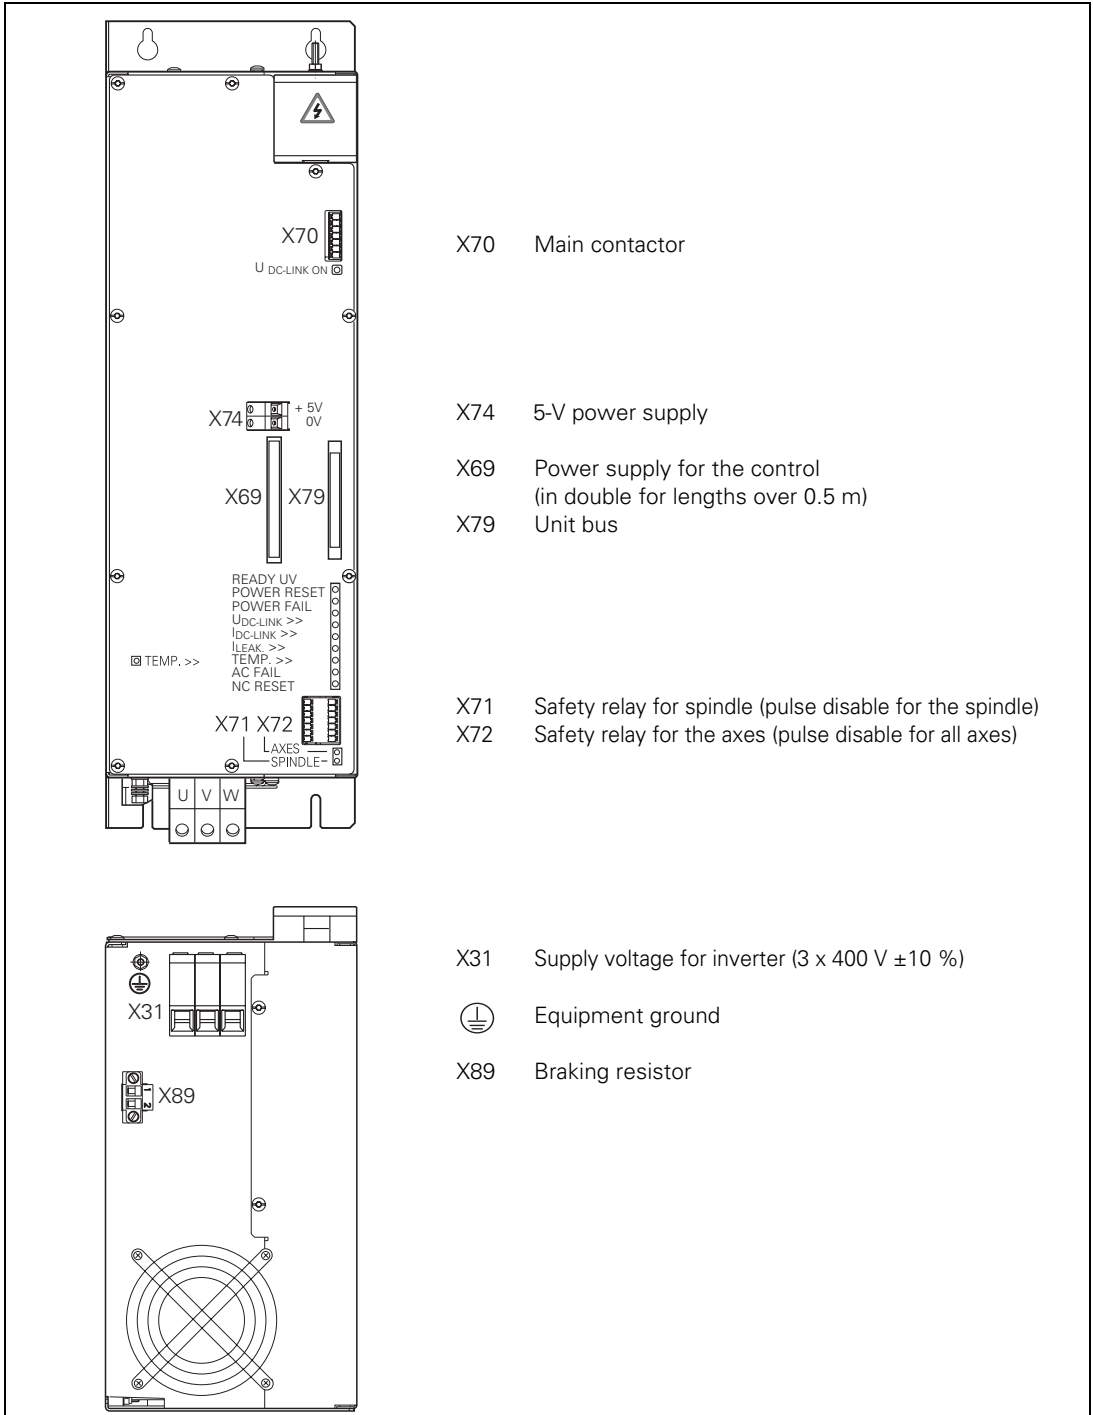 X70
X70 Main contactor
U DC-LINK ON
X74 + 5V
0V
X74 5-V power supply
X69 X79
X69 Power supply for the control
(in double for lengths over 0.5 m)
X79 Unit bus
READY UV
POWER RESET
POWER FAIL
UDC-LINK >>
IDC-LINK >>
ILEAK. >>
TEMP. >>
TEMP. >>
AC FAIL
NC RESET
X71 Safety relay for spindle (pulse disable for the spindle)
X71 X72
X72 Safety relay for the axes (pulse disable for all axes)
AXES
SPINDLE
U V W
X31 Supply voltage for inverter (3 x 400 V ±10 %)
X31
Equipment ground
X89 Braking resistor
1
2
X89